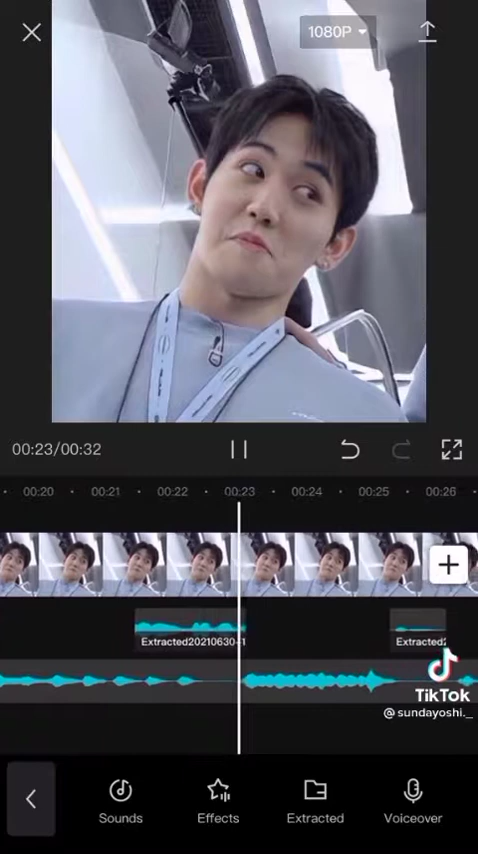 1080P
00:23/00:32
00:20 00:21 00:22 00:23 00:24 00:25 00:26
Extracted20210630-1
TikTok
@sundayoshi._
Sounds Effects Extracted Voiceover